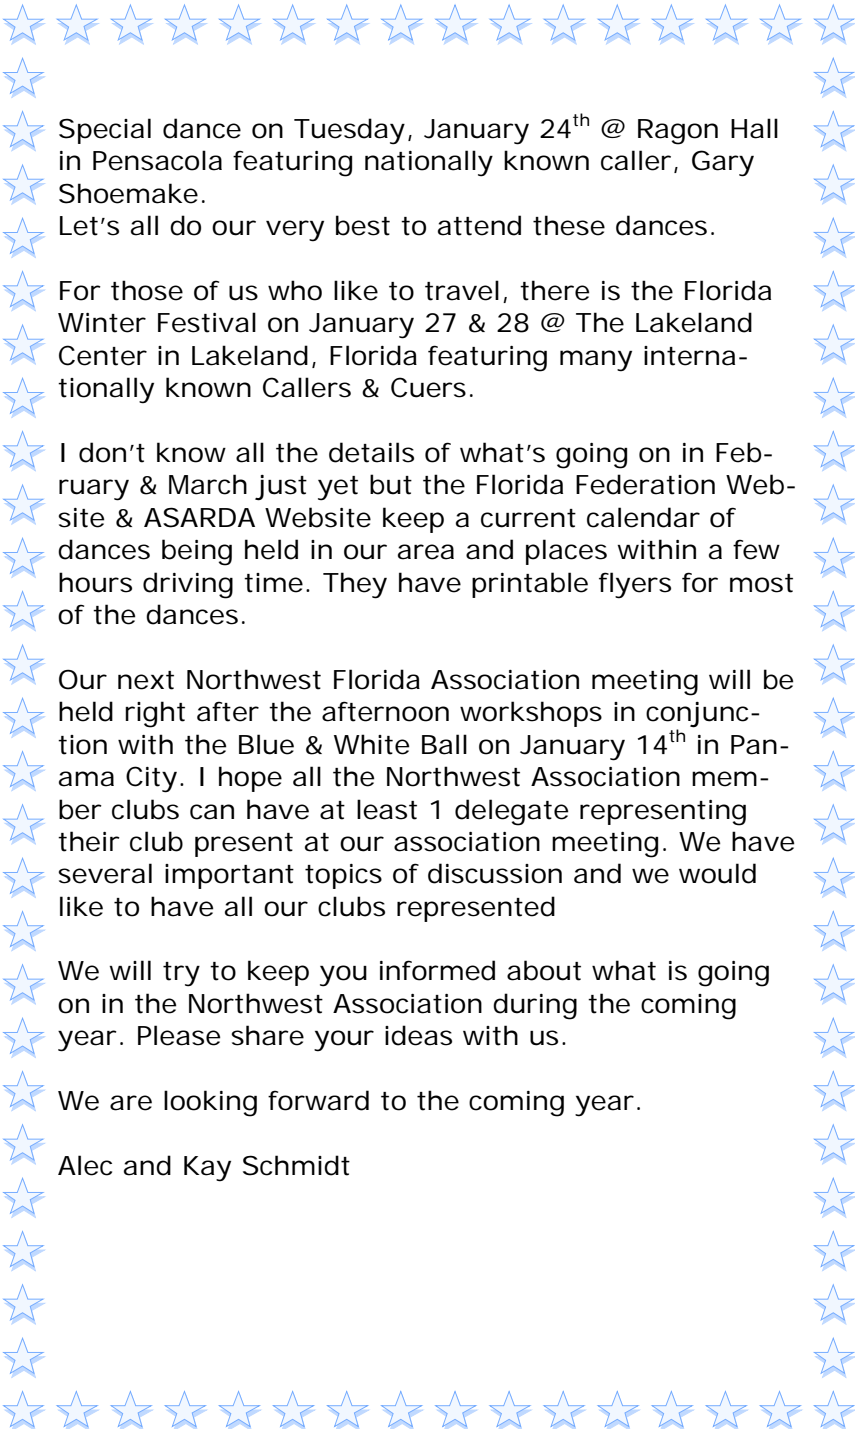 Special dance on Tuesday, January 24th @ Ragon Hall
in Pensacola featuring nationally known caller, Gary
Shoemake.
Let's all do our very best to attend these dances.
For those of us who like to travel, there is the Florida
Winter Festival on January 27 & 28 @ The Lakeland
Center in Lakeland, Florida featuring many interna-
tionally known Callers & Cuers.
I don't know all the details of what's going on in Feb-
ruary & March just yet but the Florida Federation Web-
site & ASARDA Website keep a current calendar of
dances being held in our area and places within a few
hours driving time. They have printable flyers for most
of the dances.
Our next Northwest Florida Association meeting will be
held right after the afternoon workshops in conjunc-
tion with the Blue & White Ball on January 14th in Pan-
ama City. I hope all the Northwest Association mem-
ber clubs can have at least 1 delegate representing
their club present at our association meeting. We have
several important topics of discussion and we would
like to have all our clubs represented
We will try to keep you informed about what is going
on in the Northwest Association during the coming
year. Please share your ideas with us.
We are looking forward to the coming year.
Alec and Kay Schmidt